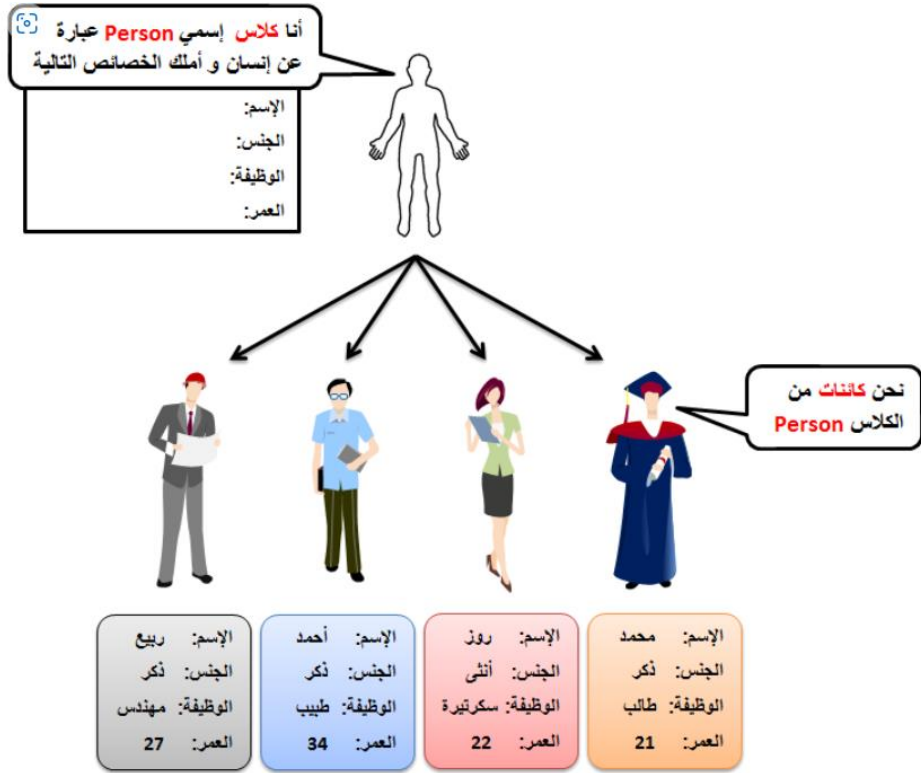 أنا كلاس إسمي Person عبارة
عن إنسان و أملك الخصائص التالية
الإسم:
الجنس:
الوظيفة:
العمر:
نحن كائنات من
الكلاس Person
الإسم: محمد
الجنس: ذكر
الوظيفة: طالب
العمر: 21
الإسم: روز
الجنس: أنثى
الوظيفة: سكرتيرة
العمر: 22
الإسم: أحمد
الجنس: ذكر
الوظيفة: طبيب
العمر: 34
الإسم: ربيع
الجنس: ذكر
الوظيفة: مهندس
العمر: 27